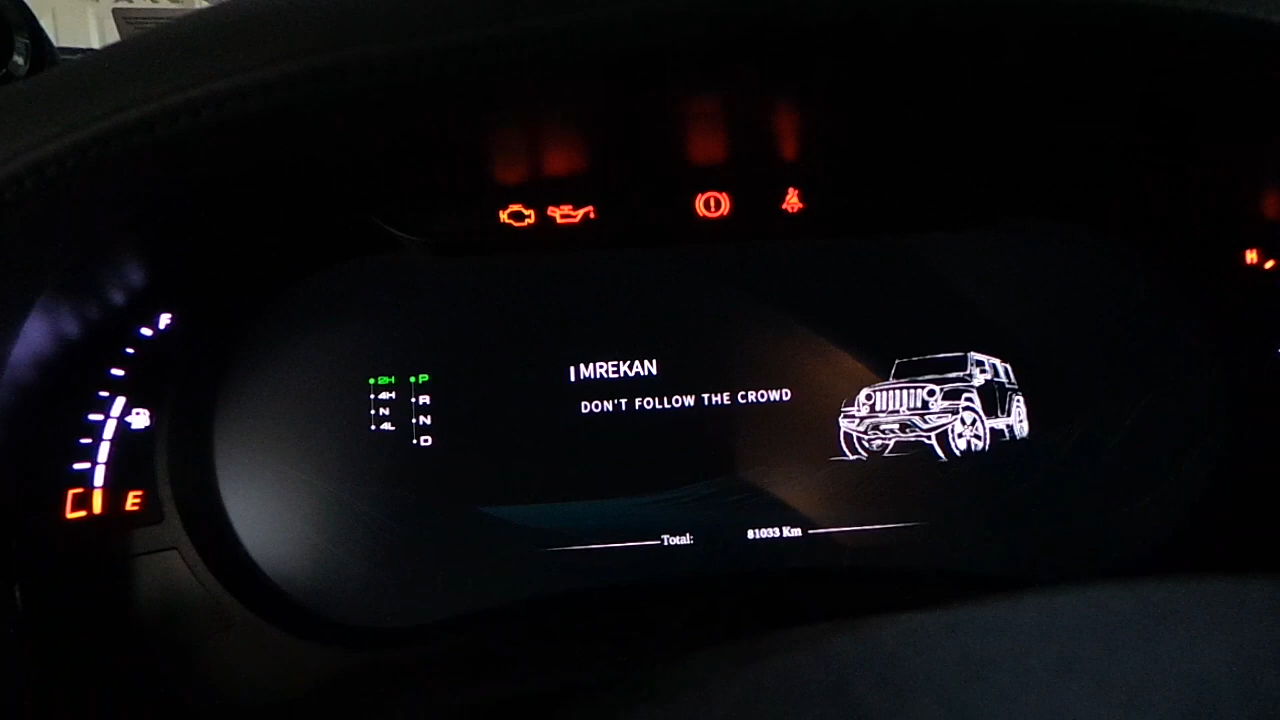 F
H
2H P
4H R
N N
4L D
MREKAN
DON'T FOLLOW THE CROWD
E
Total: 81033 Km